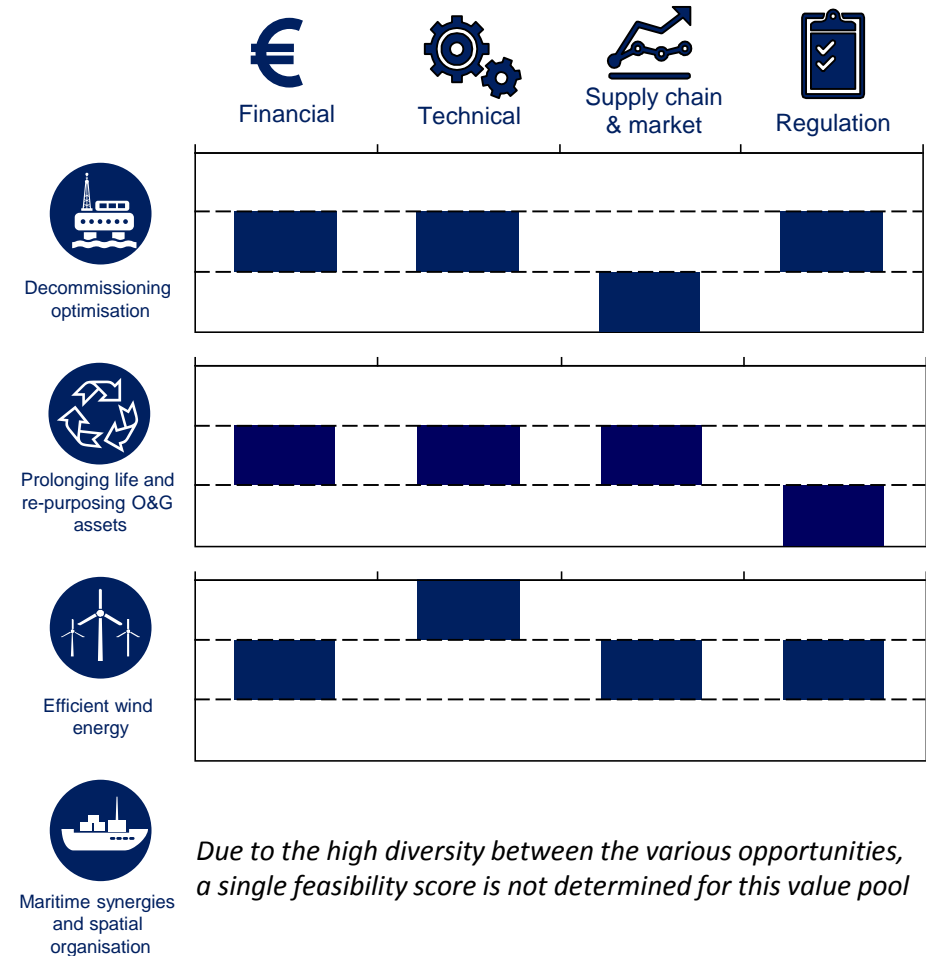 Financial
Technical
Supply chain
& market
Regulation
Decommissioning
optimisation
Prolonging life and
re-purposing O&G
assets
Efficient wind
energy
Maritime synergies
and spatial
organisation
Due to the high diversity between the various opportunities,
a single feasibility score is not determined for this value pool